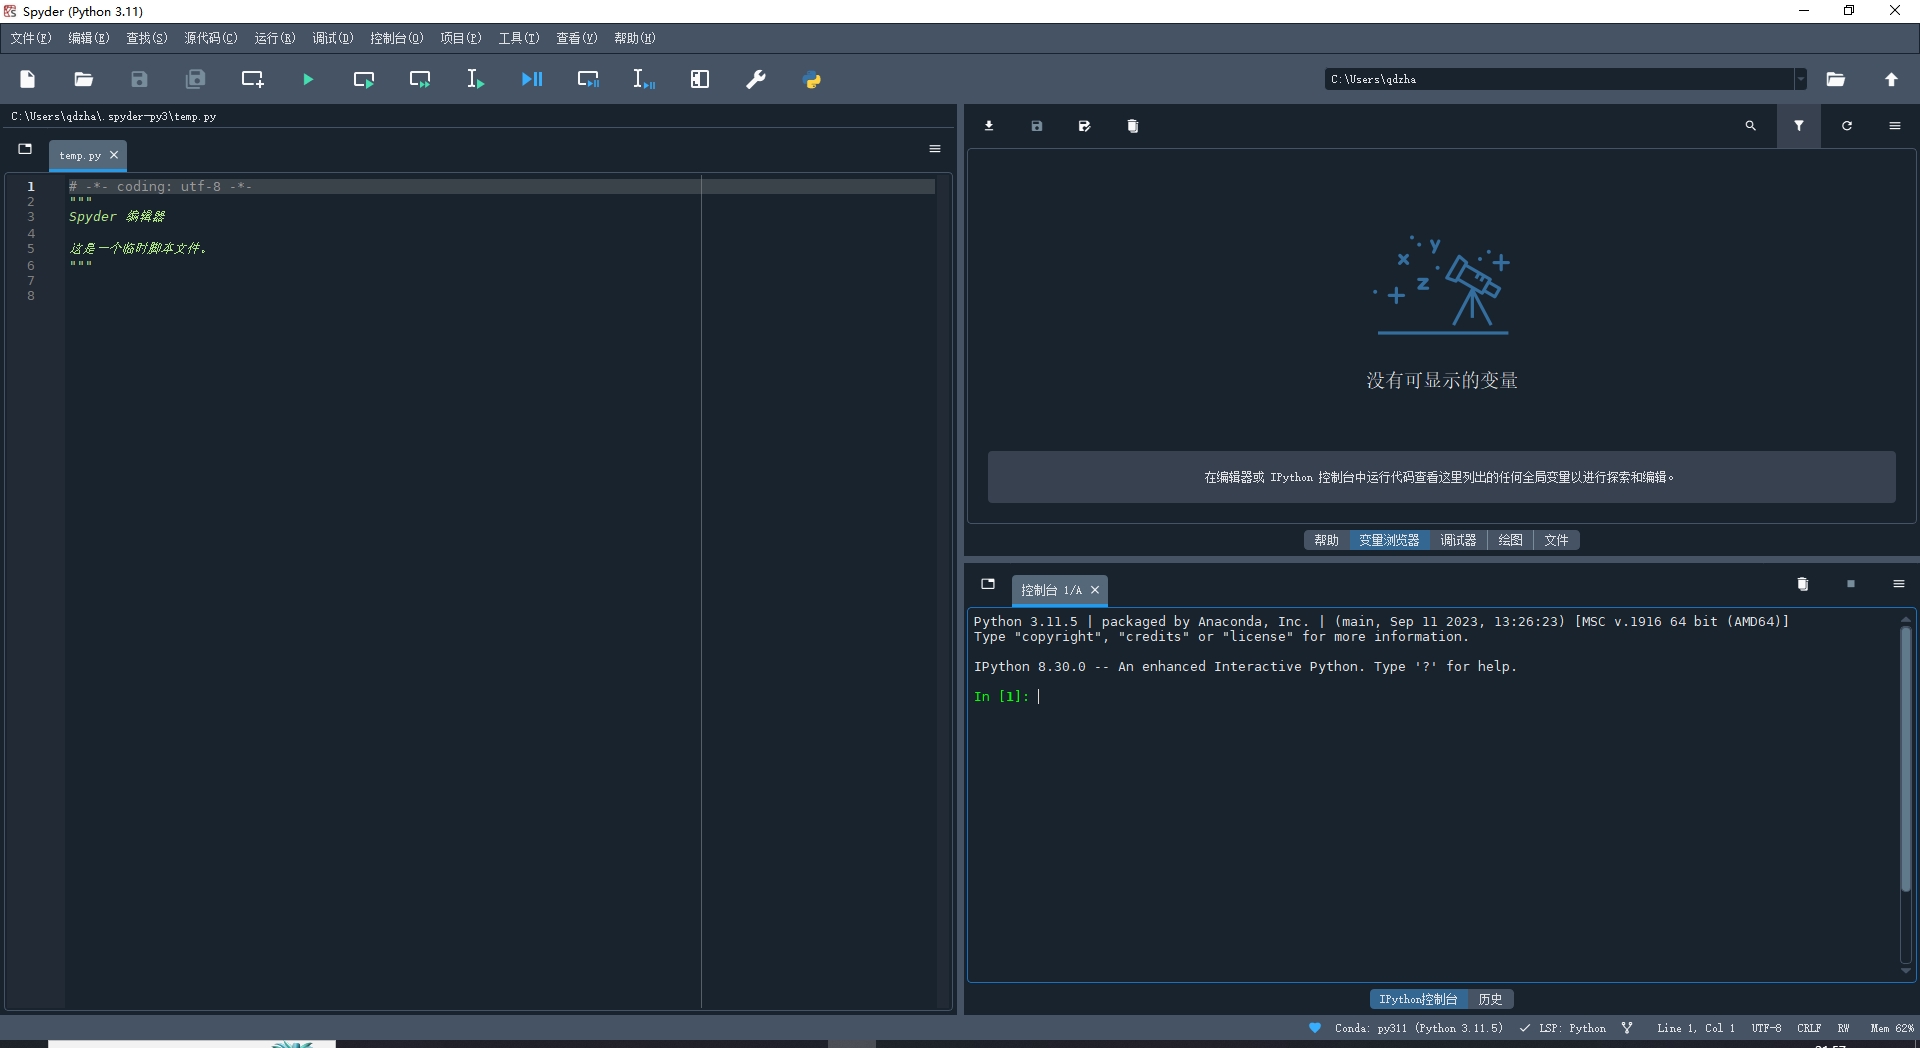 Spyder (Python 3.11)
文件(F) 编辑(E) 查找(S) 源代码(C) 运行(R) 调试(D) 控制台(O) 项目(P) 工具(T) 查看(V) 帮助(H)
C:\Users\qdzha
C:\Users\qdzha\.spyder-py3\temp.py
temp.py
1 # -*- coding: utf-8 -*-
2 """
3 Spyder 编辑器
4
5 这是一个临时脚本文件。
6 """
7
8
x y z
没有可显示的变量
在编辑器或 IPython 控制台中运行代码查看这里列出的任何全局变量以进行探索和编辑。
帮助 变量浏览器 调试器 绘图 文件
控制台 1/A
Python 3.11.5 | packaged by Anaconda, Inc. | (main, Sep 11 2023, 13:26:23) [MSC v.1916 64 bit (AMD64)]
Type "copyright", "credits" or "license" for more information.
IPython 8.30.0 -- An enhanced Interactive Python. Type '?' for help.
In [1]:
IPython控制台 历史
Conda: py311 (Python 3.11.5) LSP: Python Line 1, Col 1 UTF-8 CRLF RW Mem 62%